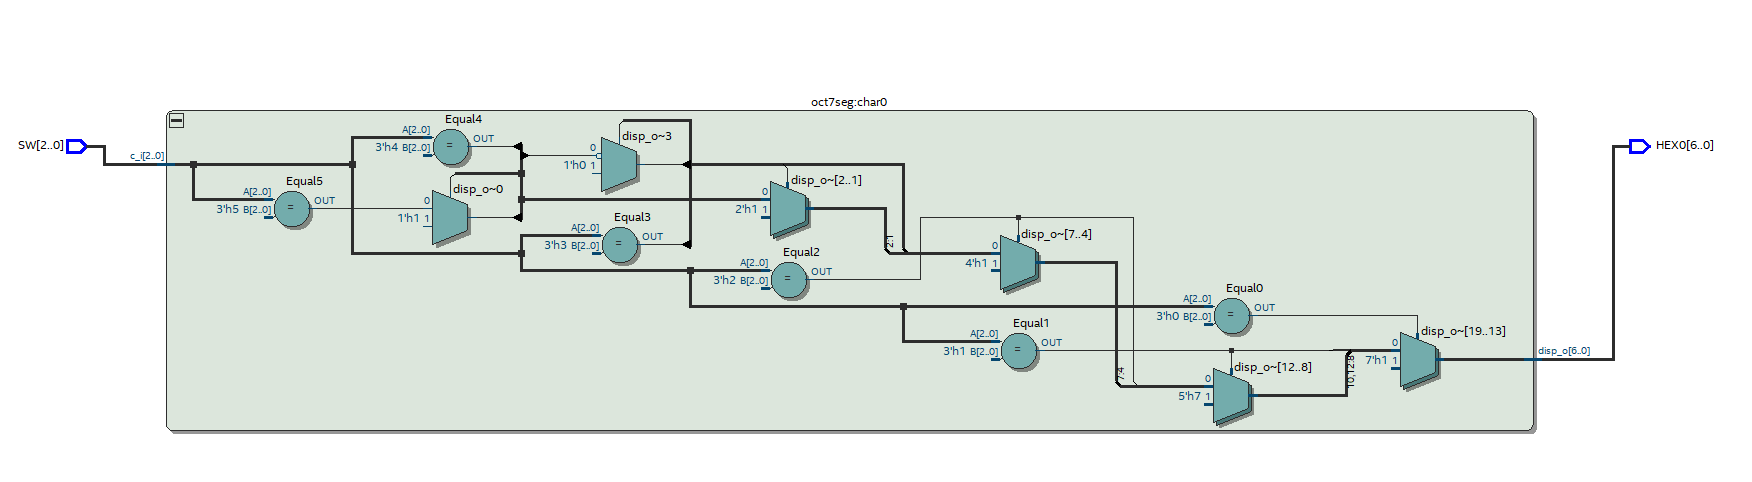 oct7seg:char0
SW[2..0]
c_i[2..0]
Equal4
A[2..0]
3'h4 B[2..0]
OUT
Equal5
A[2..0]
3'h5 B[2..0]
OUT
disp_o~0
0
1'h1 1
disp_o~3
0
1'h0 1
Equal3
A[2..0]
3'h3 B[2..0]
OUT
disp_o~[2..1]
0
2'h1 1
2:1
Equal2
A[2..0]
3'h2 B[2..0]
OUT
disp_o~[7..4]
0
4'h1 1
7:4
Equal1
A[2..0]
3'h1 B[2..0]
OUT
Equal0
A[2..0]
3'h0 B[2..0]
OUT
disp_o~[12..8]
0
5'h7 1
10,12:8
disp_o~[19..13]
0
7'h1 1
disp_o[6..0]
HEX0[6..0]
=
=
=
=
=
=